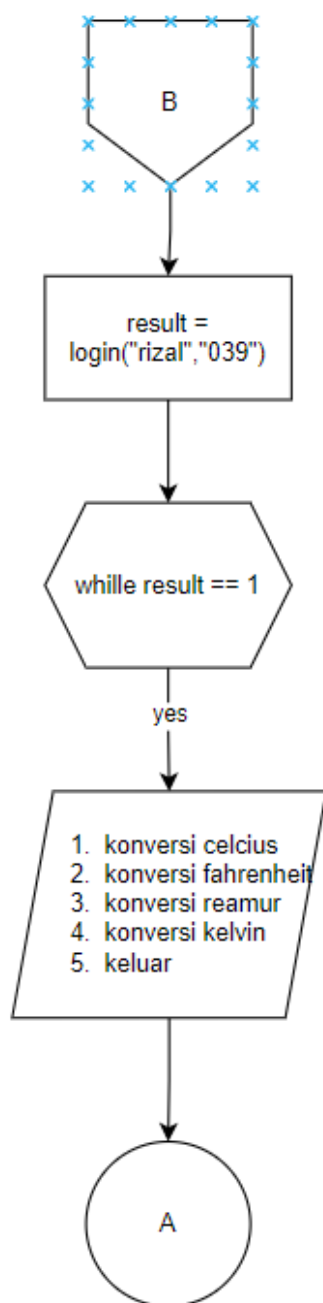 B
result =
login("rizal","039")
whille result == 1
yes
1. konversi celcius
2. konversi fahrenheit
3. konversi reamur
4. konversi kelvin
5. keluar
A